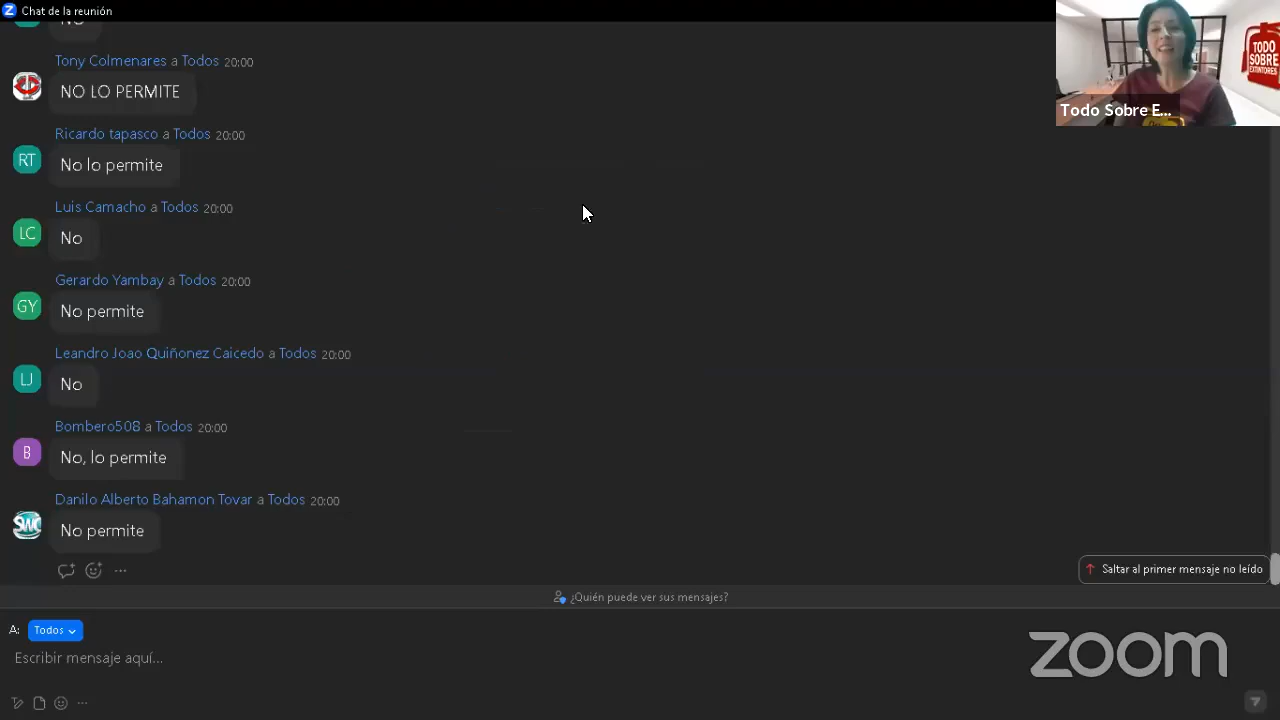 Chat de la reunión
Tony Colmenares a Todos 20:00
NO LO PERMITE
Ricardo tapasco a Todos 20:00
RT
No lo permite
Luis Camacho a Todos 20:00
LC
No
Gerardo Yambay a Todos 20:00
GY
No permite
Leandro Joao Quiñonez Caicedo a Todos 20:00
LJ
No
Bombero508 a Todos 20:00
B
No, lo permite
Danilo Alberto Bahamon Tovar a Todos 20:00
SWC
No permite
Saltar al primer mensaje no leído
¿Quién puede ver sus mensajes?
A: Todos
Escribir mensaje aquí...
zoom
TODO
SOBRE
EXTINTORES
Todo Sobre E...